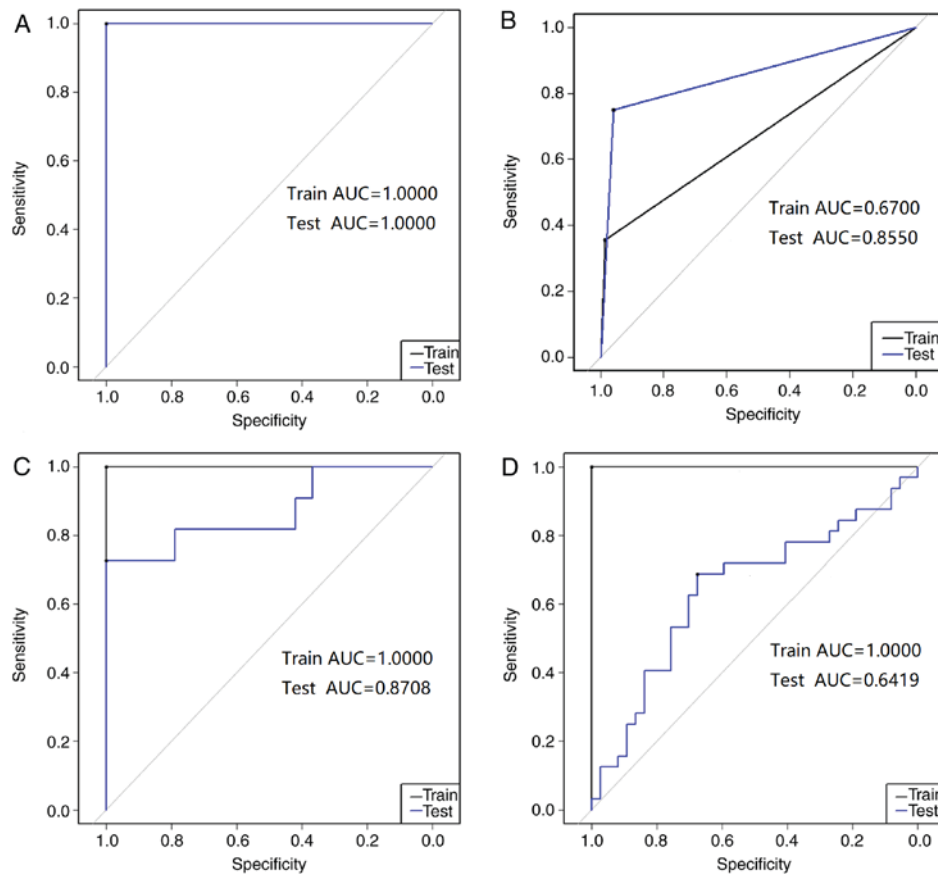 A
1.0
0.8
0.6
0.4
0.2
0.0
Sensitivity
Train AUC=1.0000
Test AUC=1.0000
Train
Test
1.0 0.8 0.6 0.4 0.2 0.0
Specificity
B
1.0
0.8
0.6
0.4
0.2
0.0
Sensitivity
Train AUC=0.6700
Test AUC=0.8550
Train
Test
1.0 0.8 0.6 0.4 0.2 0.0
Specificity
C
1.0
0.8
0.6
0.4
0.2
0.0
Sensitivity
Train AUC=1.0000
Test AUC=0.8708
Train
Test
1.0 0.8 0.6 0.4 0.2 0.0
Specificity
D
1.0
0.8
0.6
0.4
0.2
0.0
Sensitivity
Train AUC=1.0000
Test AUC=0.6419
Train
Test
1.0 0.8 0.6 0.4 0.2 0.0
Specificity